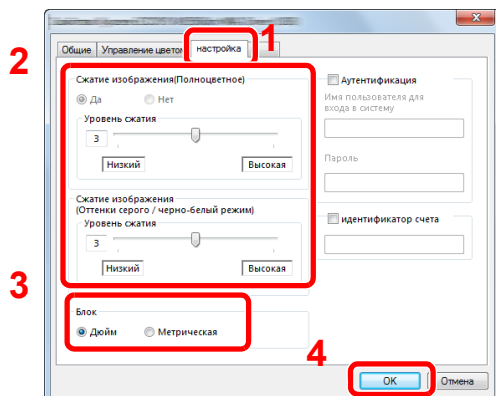 1
Общие Управление цветом настройка
2
Сжатие изображения(Полноцветное)
Да Нет
Уровень сжатия
3
Низкий Высокая
Сжатие изображения
(Оттенки серого / черно-белый режим)
Уровень сжатия
3
Низкий Высокая
Аутентификация
Имя пользователя для
входа в систему
Пароль
идентификатор счета
3
Блок
Дюйм Метрическая
4
OK Отмена